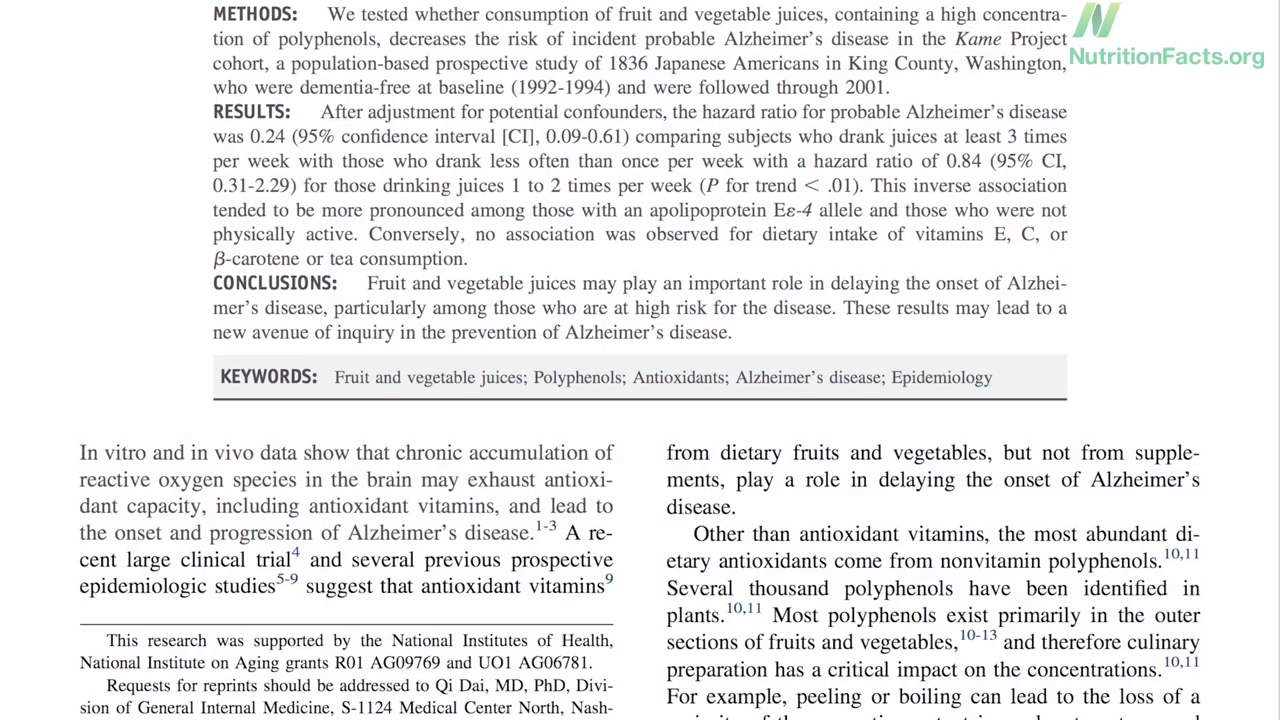 METHODS: We tested whether consumption of fruit and vegetable juices, containing a high concentra-
tion of polyphenols, decreases the risk of incident probable Alzheimer's disease in the Kame Project
cohort, a population-based prospective study of 1836 Japanese Americans in King County, Washington,
who were dementia-free at baseline (1992-1994) and were followed through 2001.
RESULTS: After adjustment for potential confounders, the hazard ratio for probable Alzheimer's disease
was 0.24 (95% confidence interval [CI], 0.09-0.61) comparing subjects who drank juices at least 3 times
per week with those who drank less often than once per week with a hazard ratio of 0.84 (95% CI,
0.31-2.29) for those drinking juices 1 to 2 times per week (P for trend < .01). This inverse association
tended to be more pronounced among those with an apolipoprotein Eε-4 allele and those who were not
physically active. Conversely, no association was observed for dietary intake of vitamins E, C, or
β-carotene or tea consumption.
CONCLUSIONS: Fruit and vegetable juices may play an important role in delaying the onset of Alzhei-
mer's disease, particularly among those who are at high risk for the disease. These results may lead to a
new avenue of inquiry in the prevention of Alzheimer's disease.
KEYWORDS: Fruit and vegetable juices; Polyphenols; Antioxidants; Alzheimer's disease; Epidemiology
NutritionFacts.org
In vitro and in vivo data show that chronic accumulation of
reactive oxygen species in the brain may exhaust antioxi-
dant capacity, including antioxidant vitamins, and lead to
the onset and progression of Alzheimer's disease.1-3 A re-
cent large clinical trial4 and several previous prospective
epidemiologic studies5-9 suggest that antioxidant vitamins9
This research was supported by the National Institutes of Health,
National Institute on Aging grants R01 AG09769 and UO1 AG06781.
Requests for reprints should be addressed to Qi Dai, MD, PhD, Divi-
sion of General Internal Medicine, S-1124 Medical Center North, Nash-
from dietary fruits and vegetables, but not from supple-
ments, play a role in delaying the onset of Alzheimer's
disease.
Other than antioxidant vitamins, the most abundant di-
etary antioxidants come from nonvitamin polyphenols.10,11
Several thousand polyphenols have been identified in
plants.10,11 Most polyphenols exist primarily in the outer
sections of fruits and vegetables,10-13 and therefore culinary
preparation has a critical impact on the concentrations.10,11
For example, peeling or boiling can lead to the loss of a